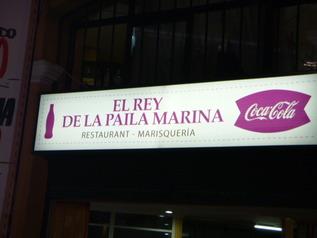 EL REY
DE LA PAILA MARINA
RESTAURANT - MARISQUERÍA
Coca-Cola